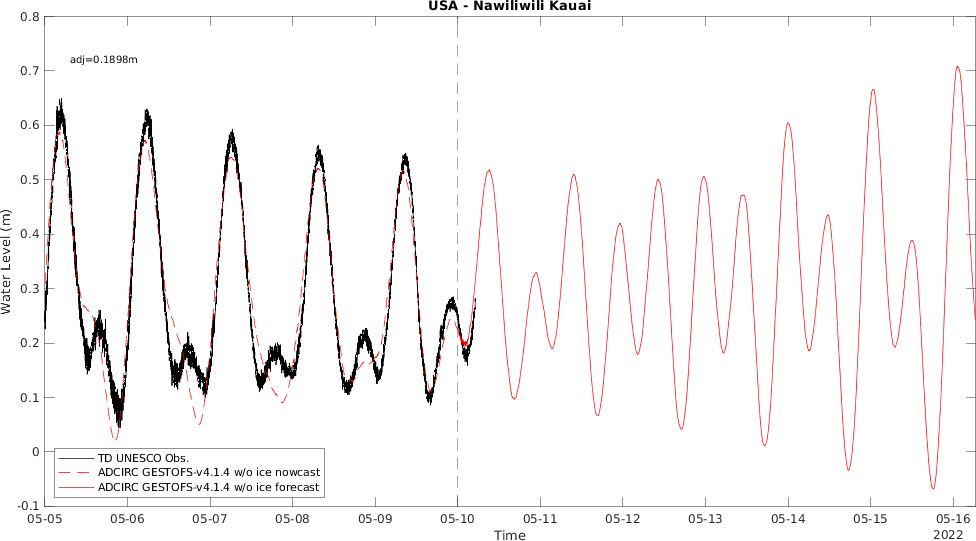 USA - Nawiliwili Kauai
adj=0.1898m
0.8
0.7
0.6
0.5
0.4
0.3
0.2
0.1
0
-0.1
Water Level (m)
TD UNESCO Obs.
ADCIRC GESTOFS-v4.1.4 w/o ice nowcast
ADCIRC GESTOFS-v4.1.4 w/o ice forecast
05-05 05-06 05-07 05-08 05-09 05-10 05-11 05-12 05-13 05-14 05-15 05-16
Time
2022